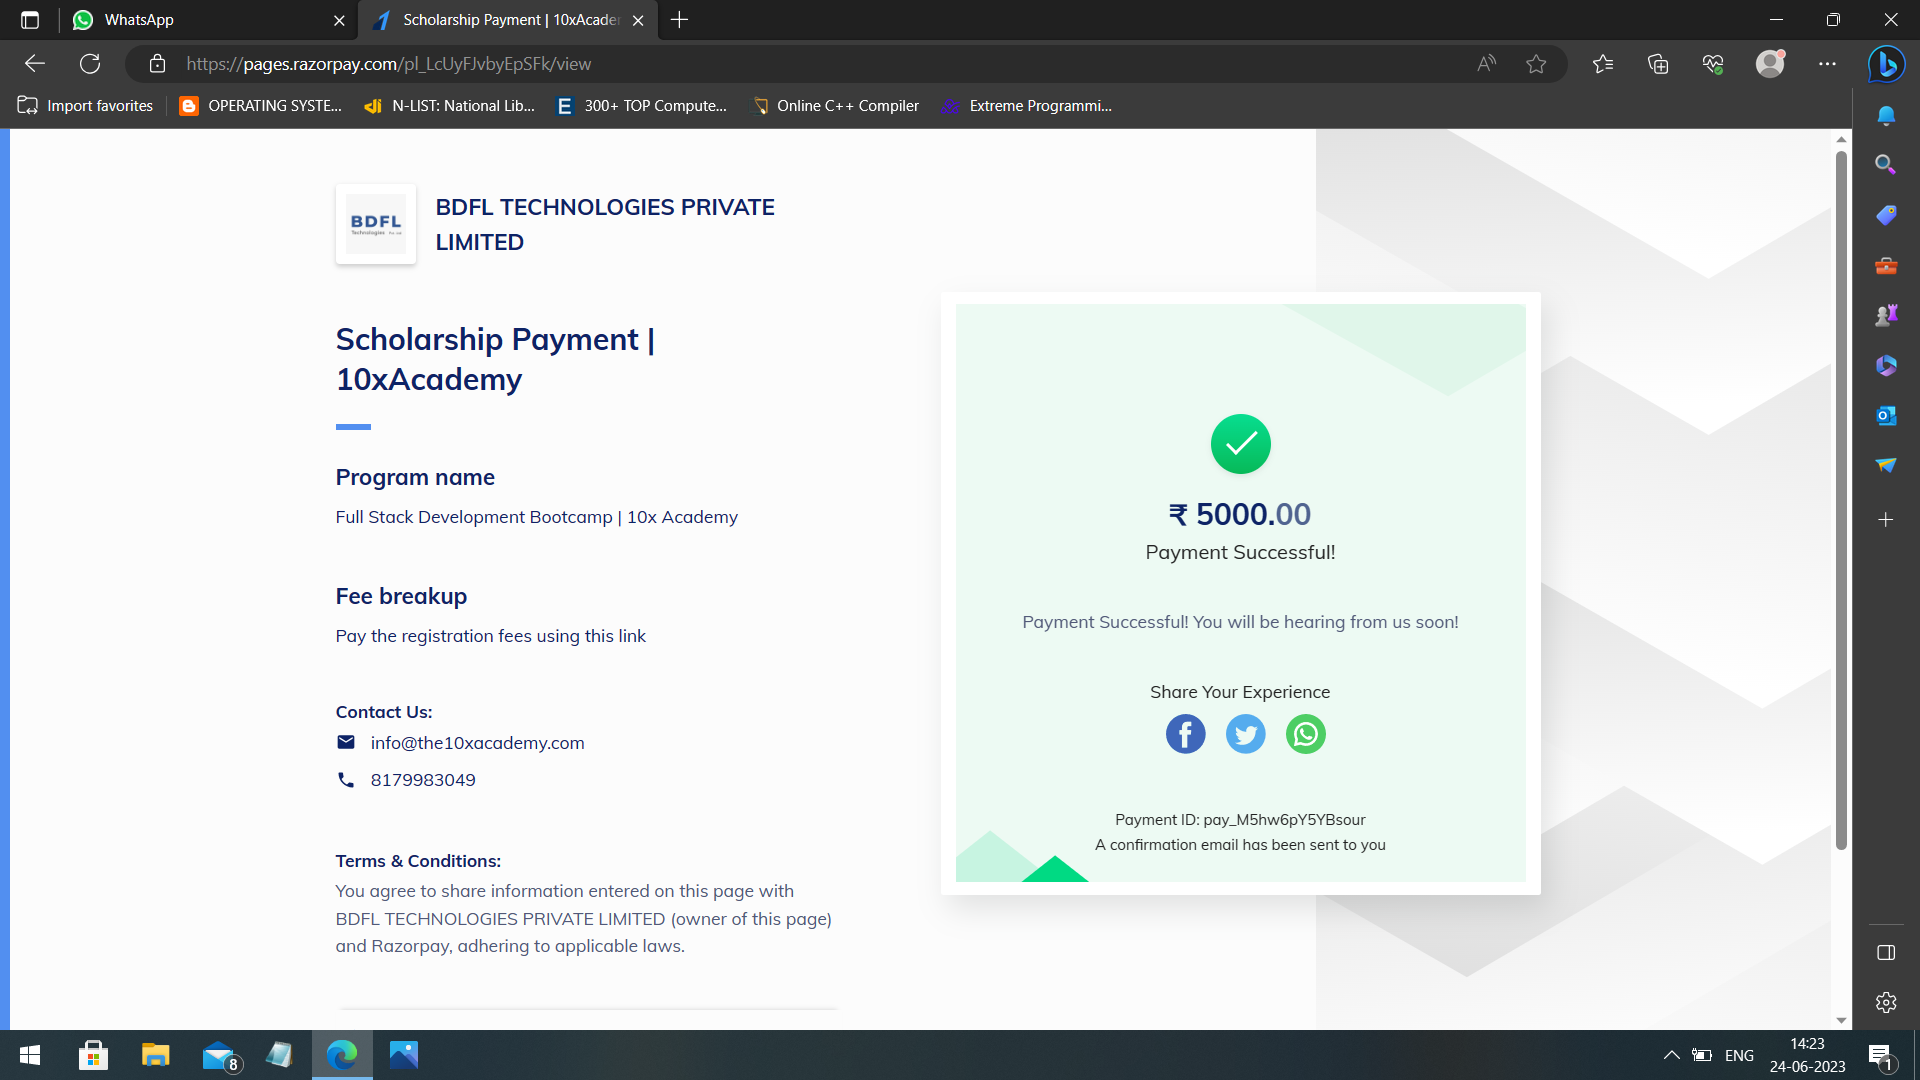 WhatsApp
Scholarship Payment | 10xAcade
https://pages.razorpay.com/pl_LcUyFJvbyEpSFk/view
Import favorites
OPERATING SYSTE...
N-LIST: National Lib...
300+ TOP Compute...
Online C++ Compiler
Extreme Programmi...
BDFL
Technologies Pvt. Ltd.
BDFL TECHNOLOGIES PRIVATE
LIMITED
Scholarship Payment |
10xAcademy
Program name
Full Stack Development Bootcamp | 10x Academy
Fee breakup
Pay the registration fees using this link
Contact Us:
info@the10xacademy.com
8179983049
Terms & Conditions:
You agree to share information entered on this page with
BDFL TECHNOLOGIES PRIVATE LIMITED (owner of this page)
and Razorpay, adhering to applicable laws.
₹ 5000.00
Payment Successful!
Payment Successful! You will be hearing from us soon!
Share Your Experience
Payment ID: pay_M5hw6pY5YBsour
A confirmation email has been sent to you
8
ENG
14:23
24-06-2023
1